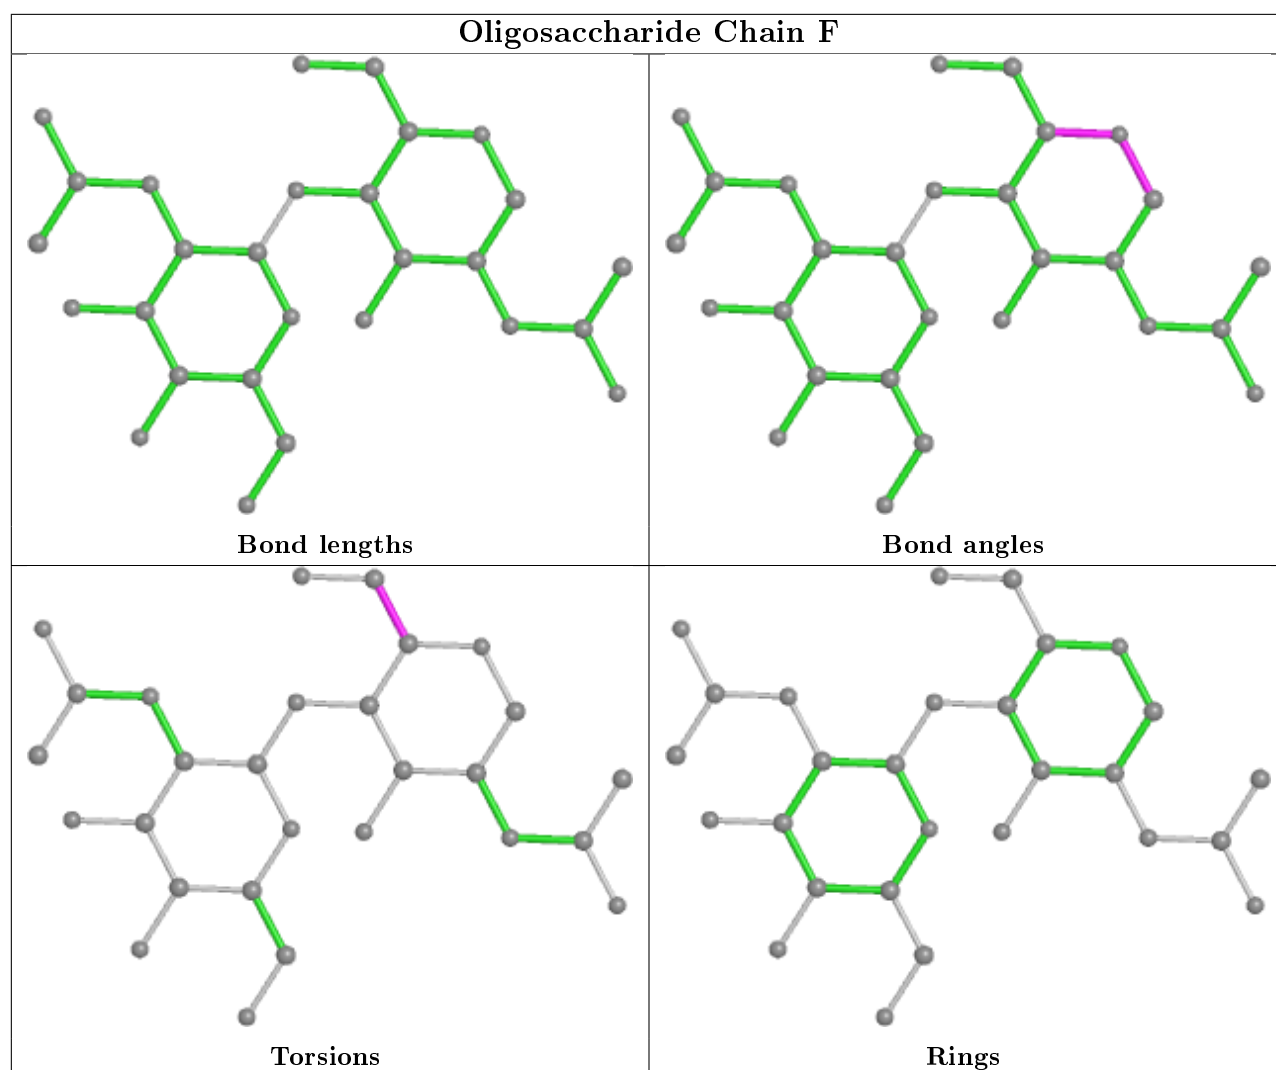 Oligosaccharide Chain F
Bond lengths
Bond angles
Torsions
Rings